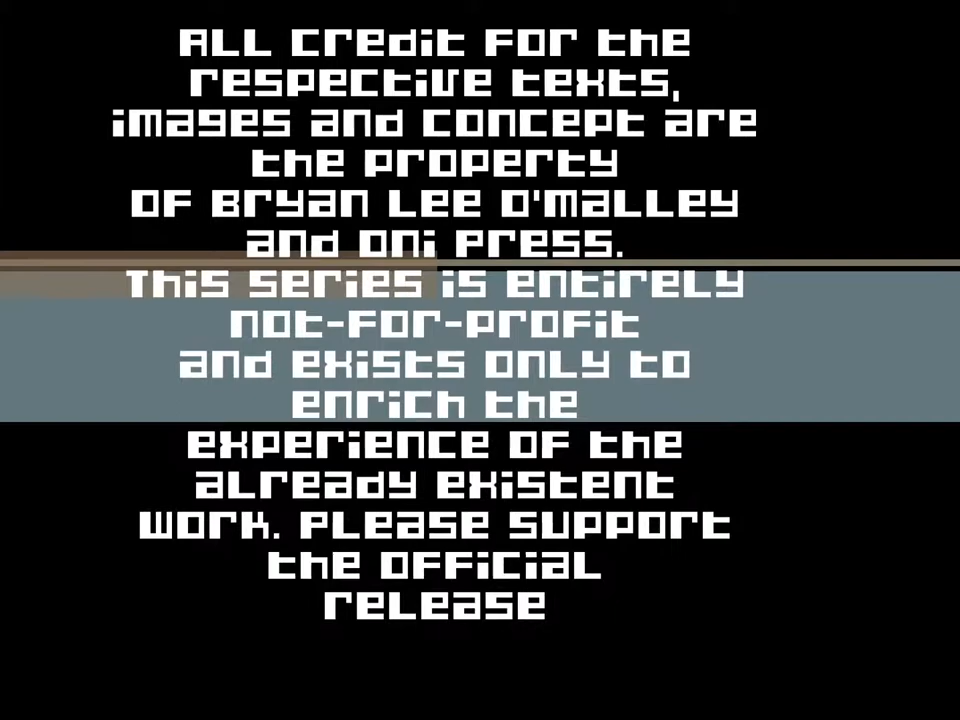 ALL Credit FOR the
respective texts,
images and concept are
the property
OF Bryan Lee O'MALLEY
and Oni Press.
This series is entirely
not-for-profit
and exists only to
enrich the
experience OF the
already existent
work. Please support
the official
release